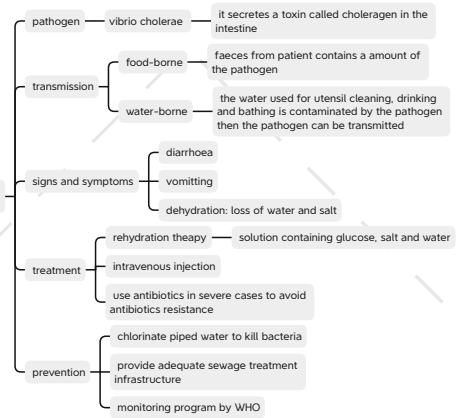 pathogen
vibrio cholerae
it secretes a toxin called choleragen in the
intestine
transmission
food-borne
faeces from patient contains a amount of
the pathogen
water-borne
the water used for utensil cleaning, drinking
and bathing is contaminated by the pathogen
then the pathogen can be transmitted
signs and symptoms
diarrhoea
vomitting
dehydration: loss of water and salt
treatment
rehydration theapy
solution containing glucose, salt and water
intravenous injection
use antibiotics in severe cases to avoid
antibiotics resistance
prevention
chlorinate piped water to kill bacteria
provide adequate sewage treatment
infrastructure
monitoring program by WHO